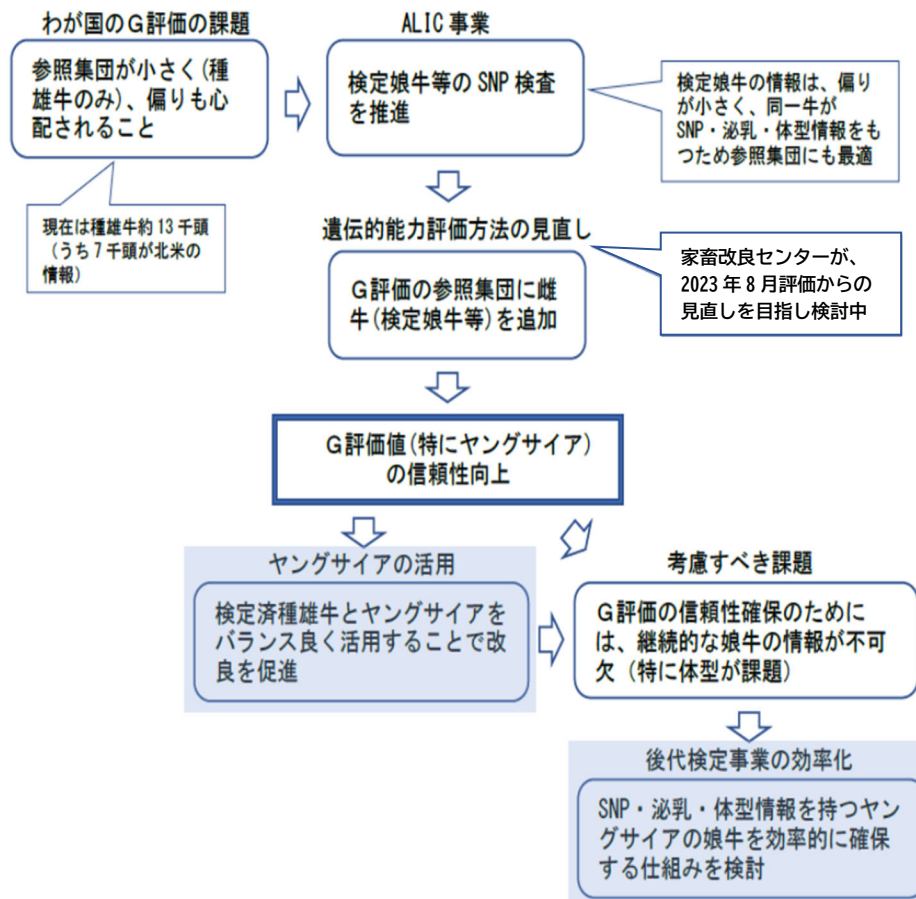 わが国のG評価の課題
参照集団が小さく(種
雄牛のみ)、偏りも心
配されること
現在は種雄牛約13千頭
(うち7千頭が北米の
情報)
ALIC事業
検定娘牛等のSNP検査
を推進
検定娘牛の情報は、偏り
が小さく、同一牛が
SNP・泌乳・体型情報をも
つため参照集団にも最適
遺伝的能力評価方法の見直し
G評価の参照集団に雌
牛(検定娘牛等)を追加
家畜改良センターが、
2023年8月評価からの
見直しを目指し検討中
G評価値(特にヤングサイア)
の信頼性向上
ヤングサイアの活用
検定済種雄牛とヤングサイアを
バランス良く活用することで改
良を促進
考慮すべき課題
G評価の信頼性確保のために
は、継続的な娘牛の情報が不可
欠(特に体型が課題)
後代検定事業の効率化
SNP・泌乳・体型情報を持つヤン
グサイアの娘牛を効率的に確保
する仕組みを検討